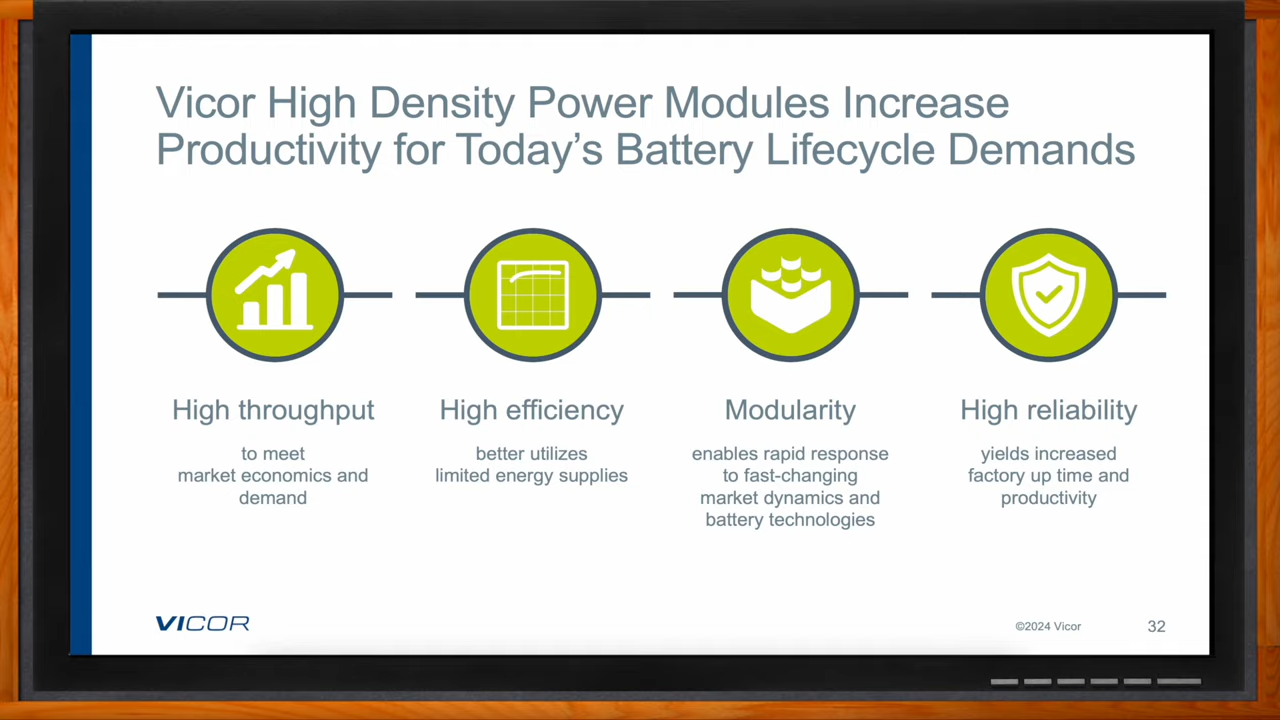 Vicor High Density Power Modules Increase
Productivity for Today’s Battery Lifecycle Demands
High throughput
to meet
market economics and
demand
High efficiency
better utilizes
limited energy supplies
Modularity
enables rapid response
to fast-changing
market dynamics and
battery technologies
High reliability
yields increased
factory up time and
productivity
VICOR
©2024 Vicor
32